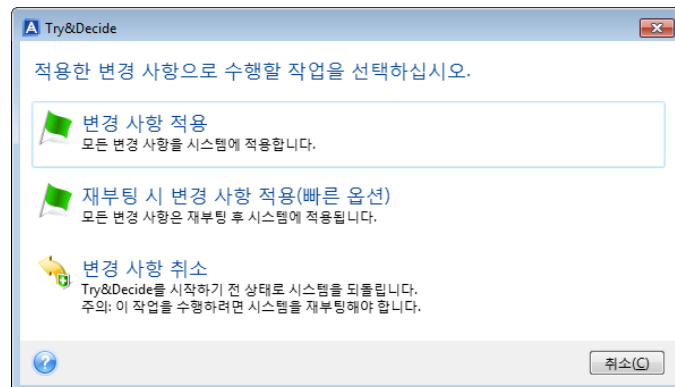 Try&Decide
적용한 변경 사항으로 수행할 작업을 선택하십시오.
변경 사항 적용
모든 변경 사항을 시스템에 적용합니다.
재부팅 시 변경 사항 적용(빠른 옵션)
모든 변경 사항은 재부팅 후 시스템에 적용됩니다.
변경 사항 취소
Try&Decide를 시작하기 전 상태로 시스템을 되돌립니다.
주의: 이 작업을 수행하려면 시스템을 재부팅해야 합니다.
취소(C)